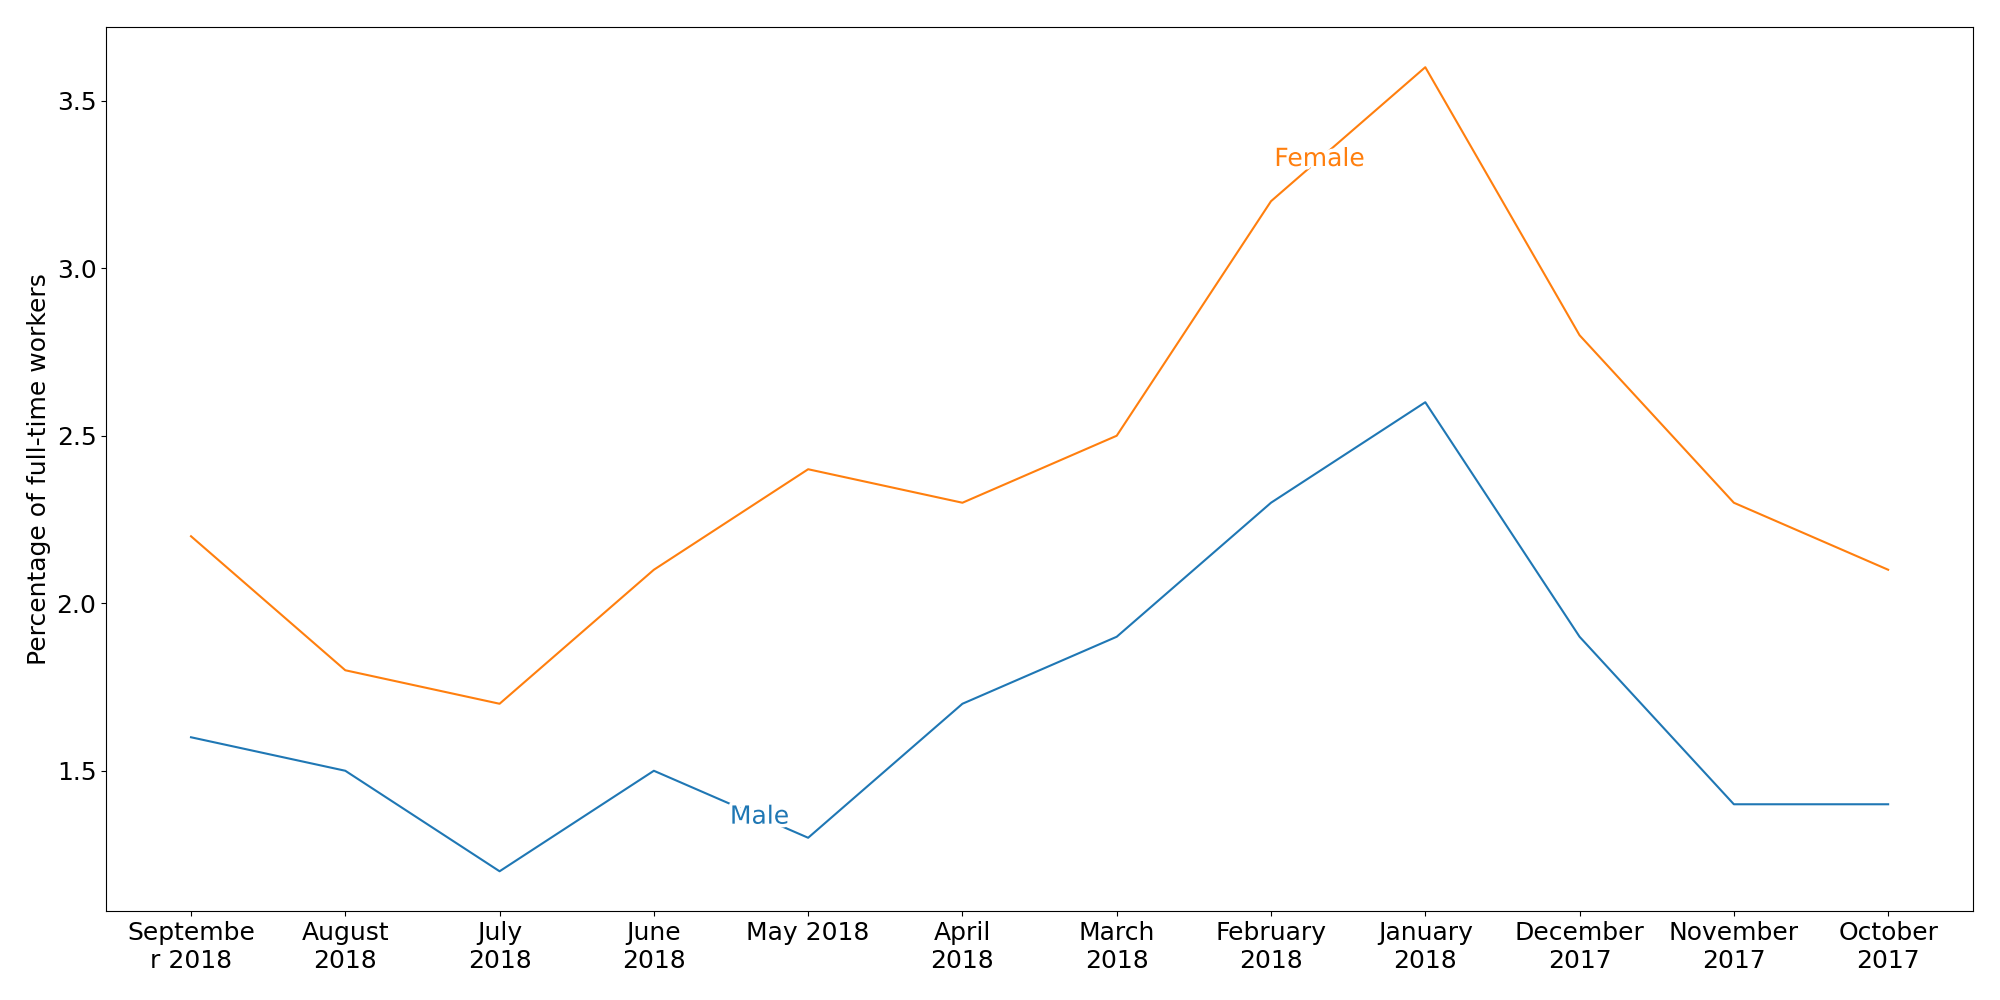 Percentage of full-time workers
3.5
3.0
2.5
2.0
1.5
Female
Male
Septembe
r 2018
August
2018
July
2018
June
2018
May 2018
April
2018
March
2018
February
2018
January
2018
December
2017
November
2017
October
2017